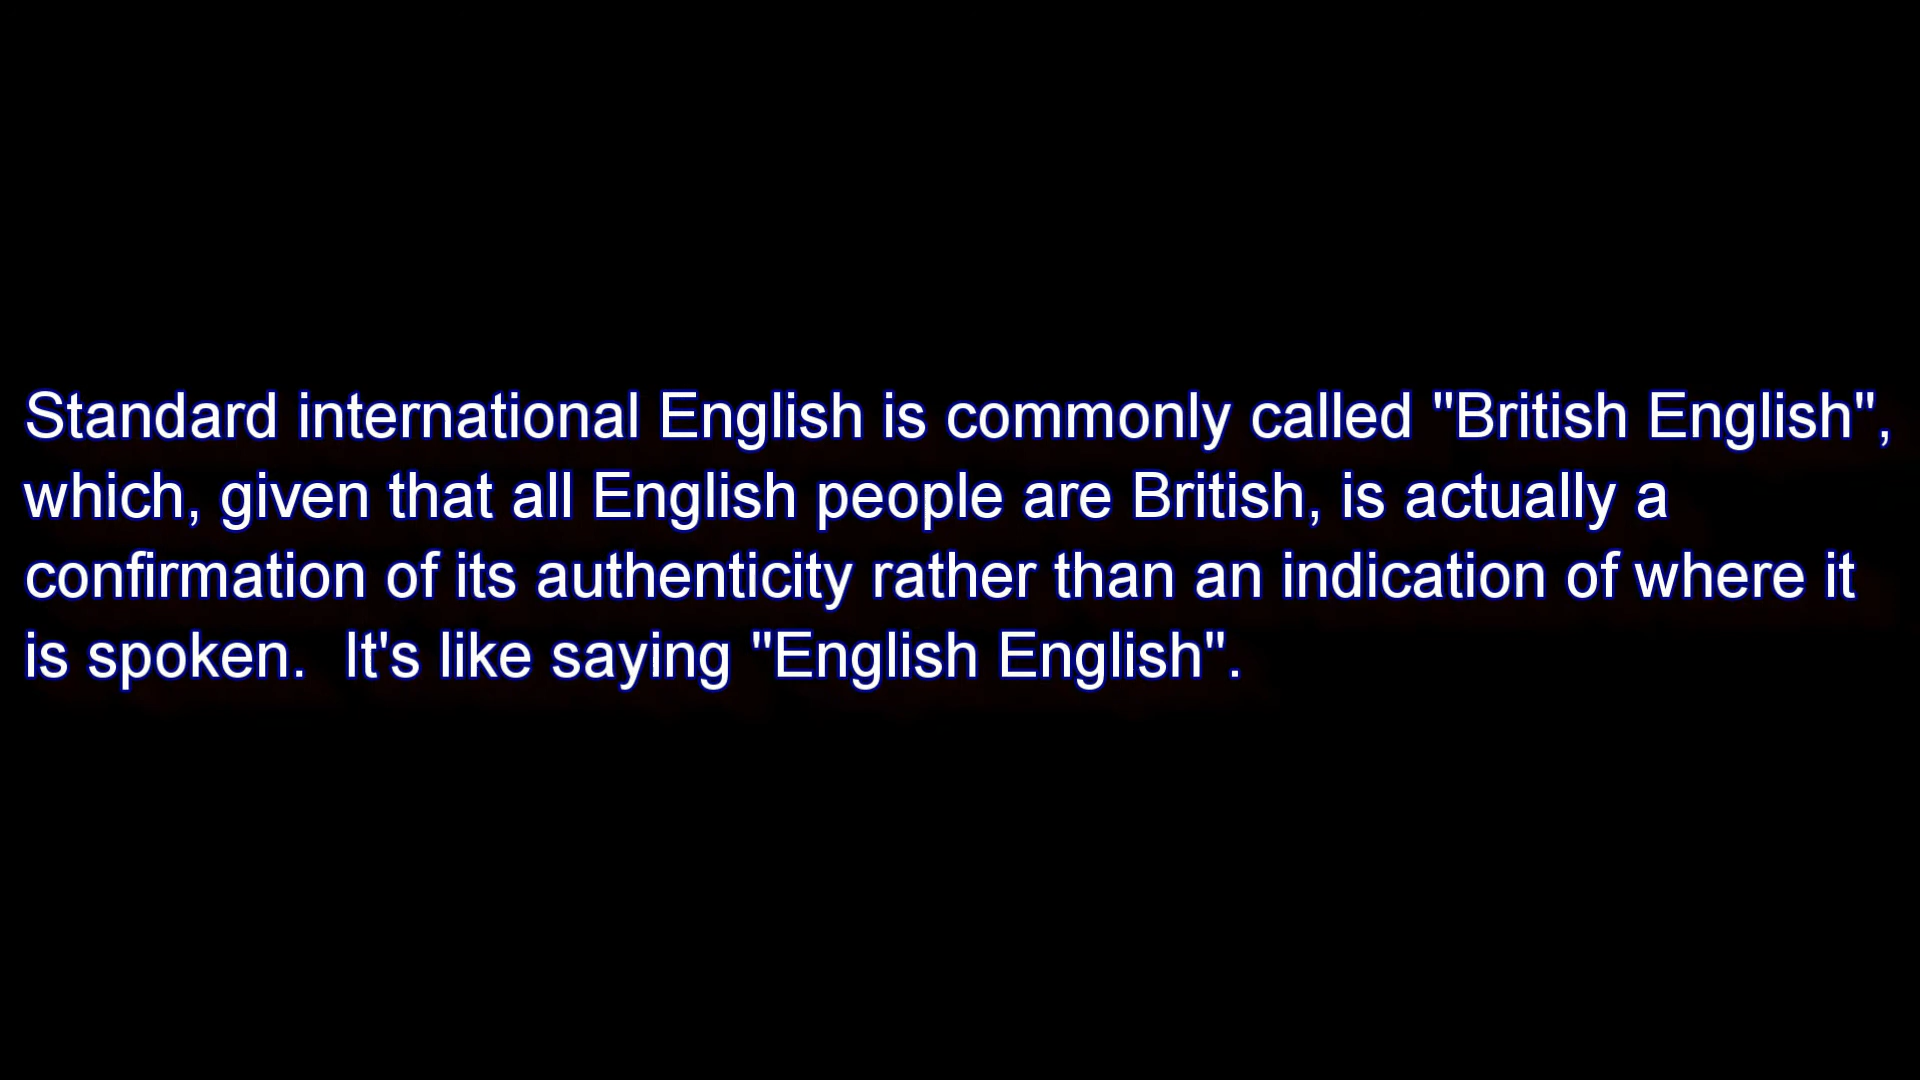 Standard international English is commonly called "British English",
which, given that all English people are British, is actually a
confirmation of its authenticity rather than an indication of where it
is spoken.  It's like saying "English English".